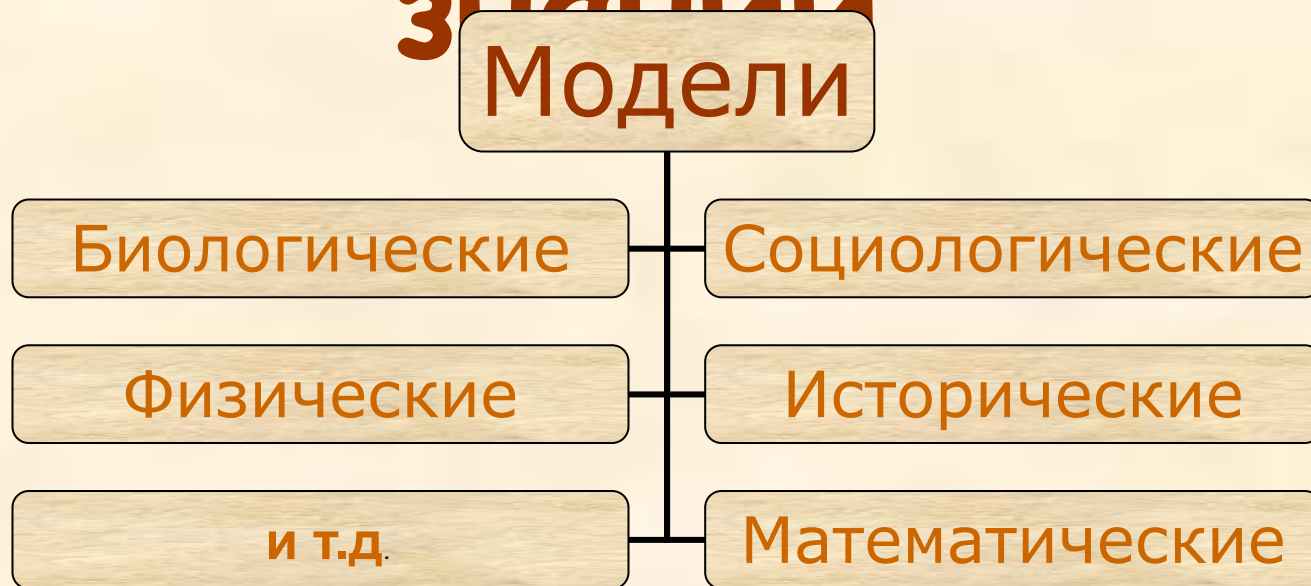 Модели
Биологические
Социологические
Физические
Исторические
и т.д.
Математические